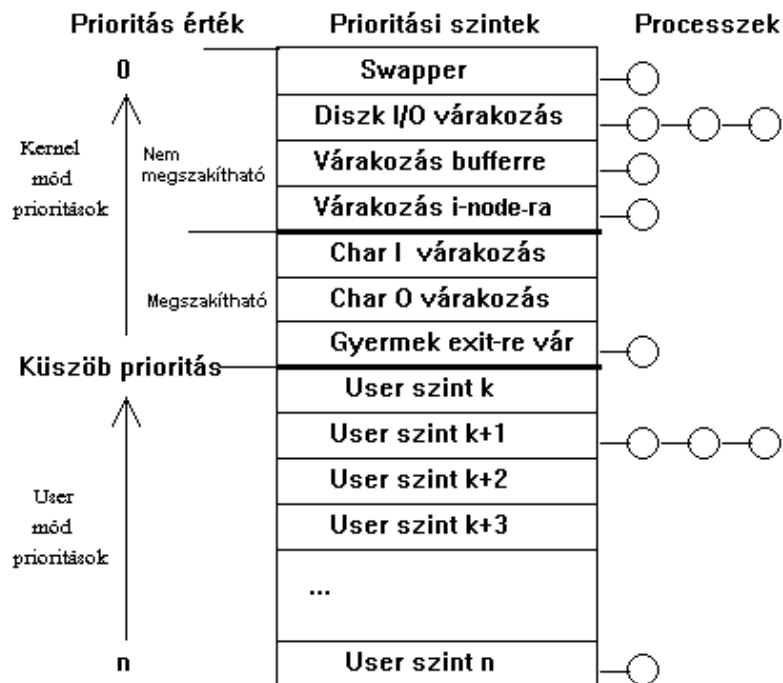 Prioritás érték
Prioritási szintek
Processzek
0
Swapper
Diszk I/O várakozás
Kernel
mód
prioritások
Nem
megszakítható
Várakozás bufferre
Várakozás i-node-ra
Char I várakozás
Megszakítható
Char O várakozás
Gyermek exit-re vár
Küszöb prioritás
User szint k
User szint k+1
User szint k+2
User
mód
prioritások
User szint k+3
...
n
User szint n